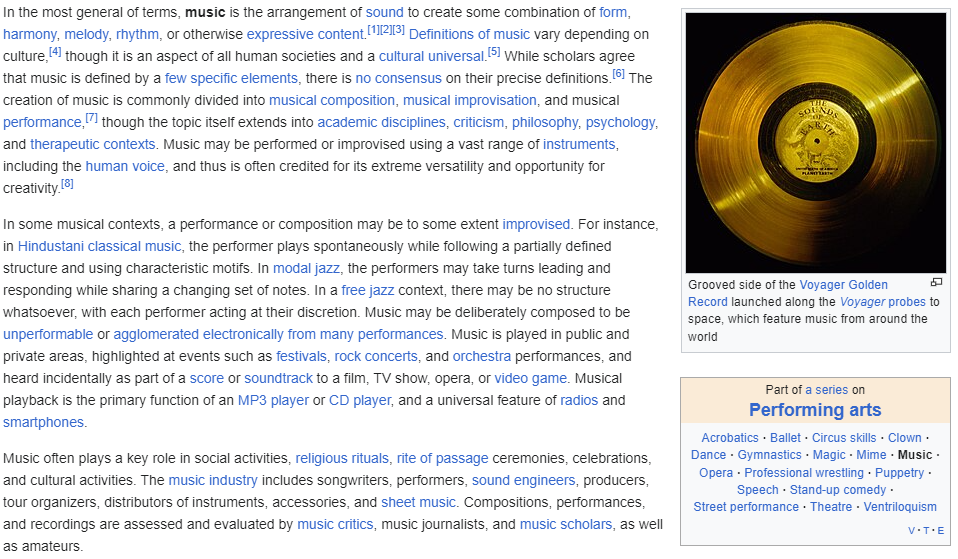 In the most general of terms, music is the arrangement of sound to create some combination of form,
harmony, melody, rhythm, or otherwise expressive content.[1][2][3] Definitions of music vary depending on
culture,[4] though it is an aspect of all human societies and a cultural universal.[5] While scholars agree
that music is defined by a few specific elements, there is no consensus on their precise definitions.[6] The
creation of music is commonly divided into musical composition, musical improvisation, and musical
performance,[7] though the topic itself extends into academic disciplines, criticism, philosophy, psychology,
and therapeutic contexts. Music may be performed or improvised using a vast range of instruments,
including the human voice, and thus is often credited for its extreme versatility and opportunity for
creativity.[8]
In some musical contexts, a performance or composition may be to some extent improvised. For instance,
in Hindustani classical music, the performer plays spontaneously while following a partially defined
structure and using characteristic motifs. In modal jazz, the performers may take turns leading and
responding while sharing a changing set of notes. In a free jazz context, there may be no structure
whatsoever, with each performer acting at their discretion. Music may be deliberately composed to be
unperformable or agglomerated electronically from many performances. Music is played in public and
private areas, highlighted at events such as festivals, rock concerts, and orchestra performances, and
heard incidentally as part of a score or soundtrack to a film, TV show, opera, or video game. Musical
playback is the primary function of an MP3 player or CD player, and a universal feature of radios and
smartphones.
Music often plays a key role in social activities, religious rituals, rite of passage ceremonies, celebrations,
and cultural activities. The music industry includes songwriters, performers, sound engineers, producers,
tour organizers, distributors of instruments, accessories, and sheet music. Compositions, performances,
and recordings are assessed and evaluated by music critics, music journalists, and music scholars, as well
as amateurs.
THE
SOUNDS
OF
EARTH
UNITED STATES OF AMERICA
PLANET EARTH
Grooved side of the Voyager Golden
Record launched along the Voyager probes to
space, which feature music from around the
world
Part of a series on
Performing arts
Acrobatics · Ballet · Circus skills · Clown ·
Dance · Gymnastics · Magic · Mime · Music ·
Opera · Professional wrestling · Puppetry ·
Speech · Stand-up comedy ·
Street performance · Theatre · Ventriloquism
V · T · E